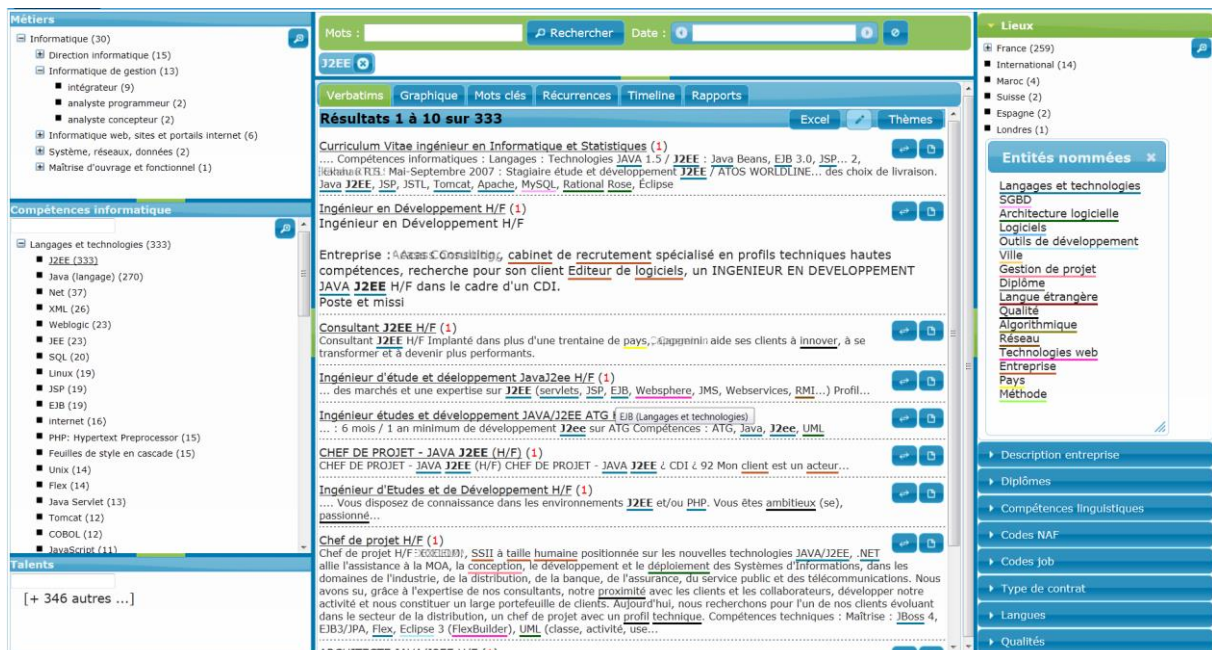 Métiers
Informatique (30)
Direction informatique (15)
Informatique de gestion (13)
intégrateur (9)
analyste programmeur (2)
analyste concepteur (2)
Informatique web, sites et portails internet (6)
Système, réseaux, données (2)
Maîtrise d'ouvrage et fonctionnel (1)
Compétences informatique
Langages et technologies (333)
J2EE (333)
Java (langage) (270)
Net (37)
XML (26)
Weblogic (23)
JEE (23)
SQL (20)
Linux (19)
JSP (19)
EJB (19)
internet (16)
PHP: Hypertext Preprocessor (15)
Feuilles de style en cascade (15)
Unix (14)
Flex (14)
Java Servlet (13)
Tomcat (12)
COBOL (12)
JavaScript (11)
Talents
[+ 346 autres ...]
Mots : Rechercher Date :
J2EE
Verbatims Graphique Mots clés Récurrences Timeline Rapports
Résultats 1 à 10 sur 333 Excel Thèmes
Curriculum Vitae ingénieur en Informatique et Statistiques (1)
.... Compétences informatiques : Langages : Technologies JAVA 1.5 / J2EE : Java Beans, EJB 3.0, JSP... 2,
Mai-Septembre 2007 : Stagiaire étude et développement J2EE / ATOS WORLDLINE... des choix de livraison.
Java J2EE, JSP, JSTL, Tomcat, Apache, MySQL, Rational Rose, Éclipse
Ingénieur en Développement H/F (1)
Ingénieur en Développement H/F
Entreprise : Consulting, cabinet de recrutement spécialisé en profils techniques hautes
compétences, recherche pour son client Editeur de logiciels, un INGENIEUR EN DEVELOPPEMENT
JAVA J2EE H/F dans le cadre d'un CDI.
Poste et missi
Consultant J2EE H/F (1)
Consultant J2EE H/F Implanté dans plus d'une trentaine de pays, Capgemini aide ses clients à innover, à se
transformer et à devenir plus performants.
Ingénieur d'étude et déeloppement JavaJ2ee H/F (1)
... des marchés et une expertise sur J2EE (servlets, JSP, EJB, Websphere, JMS, Webservices, RMI...) Profil...
Ingénieur études et développement JAVA/J2EE ATG
EJB (Langages et technologies)
... : 6 mois / 1 an minimum de développement J2ee sur ATG Compétences : ATG, Java, J2ee, UML
CHEF DE PROJET - JAVA J2EE (H/F) (1)
CHEF DE PROJET - JAVA J2EE (H/F) CHEF DE PROJET - JAVA J2EE ¿ CDI ¿ 92 Mon client est un acteur...
Ingénieur d'Etudes et de Développement H/F (1)
.... Vous disposez de connaissance dans les environnements J2EE et/ou PHP. Vous êtes ambitieux (se),
passionné...
Chef de projet H/F (1)
Chef de projet H/F SSII à taille humaine positionnée sur les nouvelles technologies JAVA/J2EE, .NET
allie l'assistance à la MOA, la conception, le développement et le déploiement des Systèmes d'Informations, dans les
domaines de l'industrie, de la distribution, de la banque, de l'assurance, du service public et des télécommunications. Nous
avons su, grâce à l'expertise de nos consultants, notre proximité avec les clients et les collaborateurs, développer notre
activité et nous constituer un large portefeuille de clients. Aujourd'hui, nous recherchons pour l'un de nos clients évoluant
dans le secteur de la distribution, un chef de projet avec un profil technique. Compétences techniques : Maîtrise : JBoss 4,
EJB3/JPA, Flex, Eclipse 3 (FlexBuilder), UML (classe, activité, use...
Lieux
France (259)
International (14)
Maroc (4)
Suisse (2)
Espagne (2)
Londres (1)
Entités nommées
Langages et technologies
SGBD
Architecture logicielle
Logiciels
Outils de développement
Ville
Gestion de projet
Diplôme
Langue étrangère
Qualité
Algorithmique
Réseau
Technologies web
Entreprise
Pays
Méthode
Description entreprise
Diplômes
Compétences linguistiques
Codes NAF
Codes job
Type de contrat
Langues
Qualités